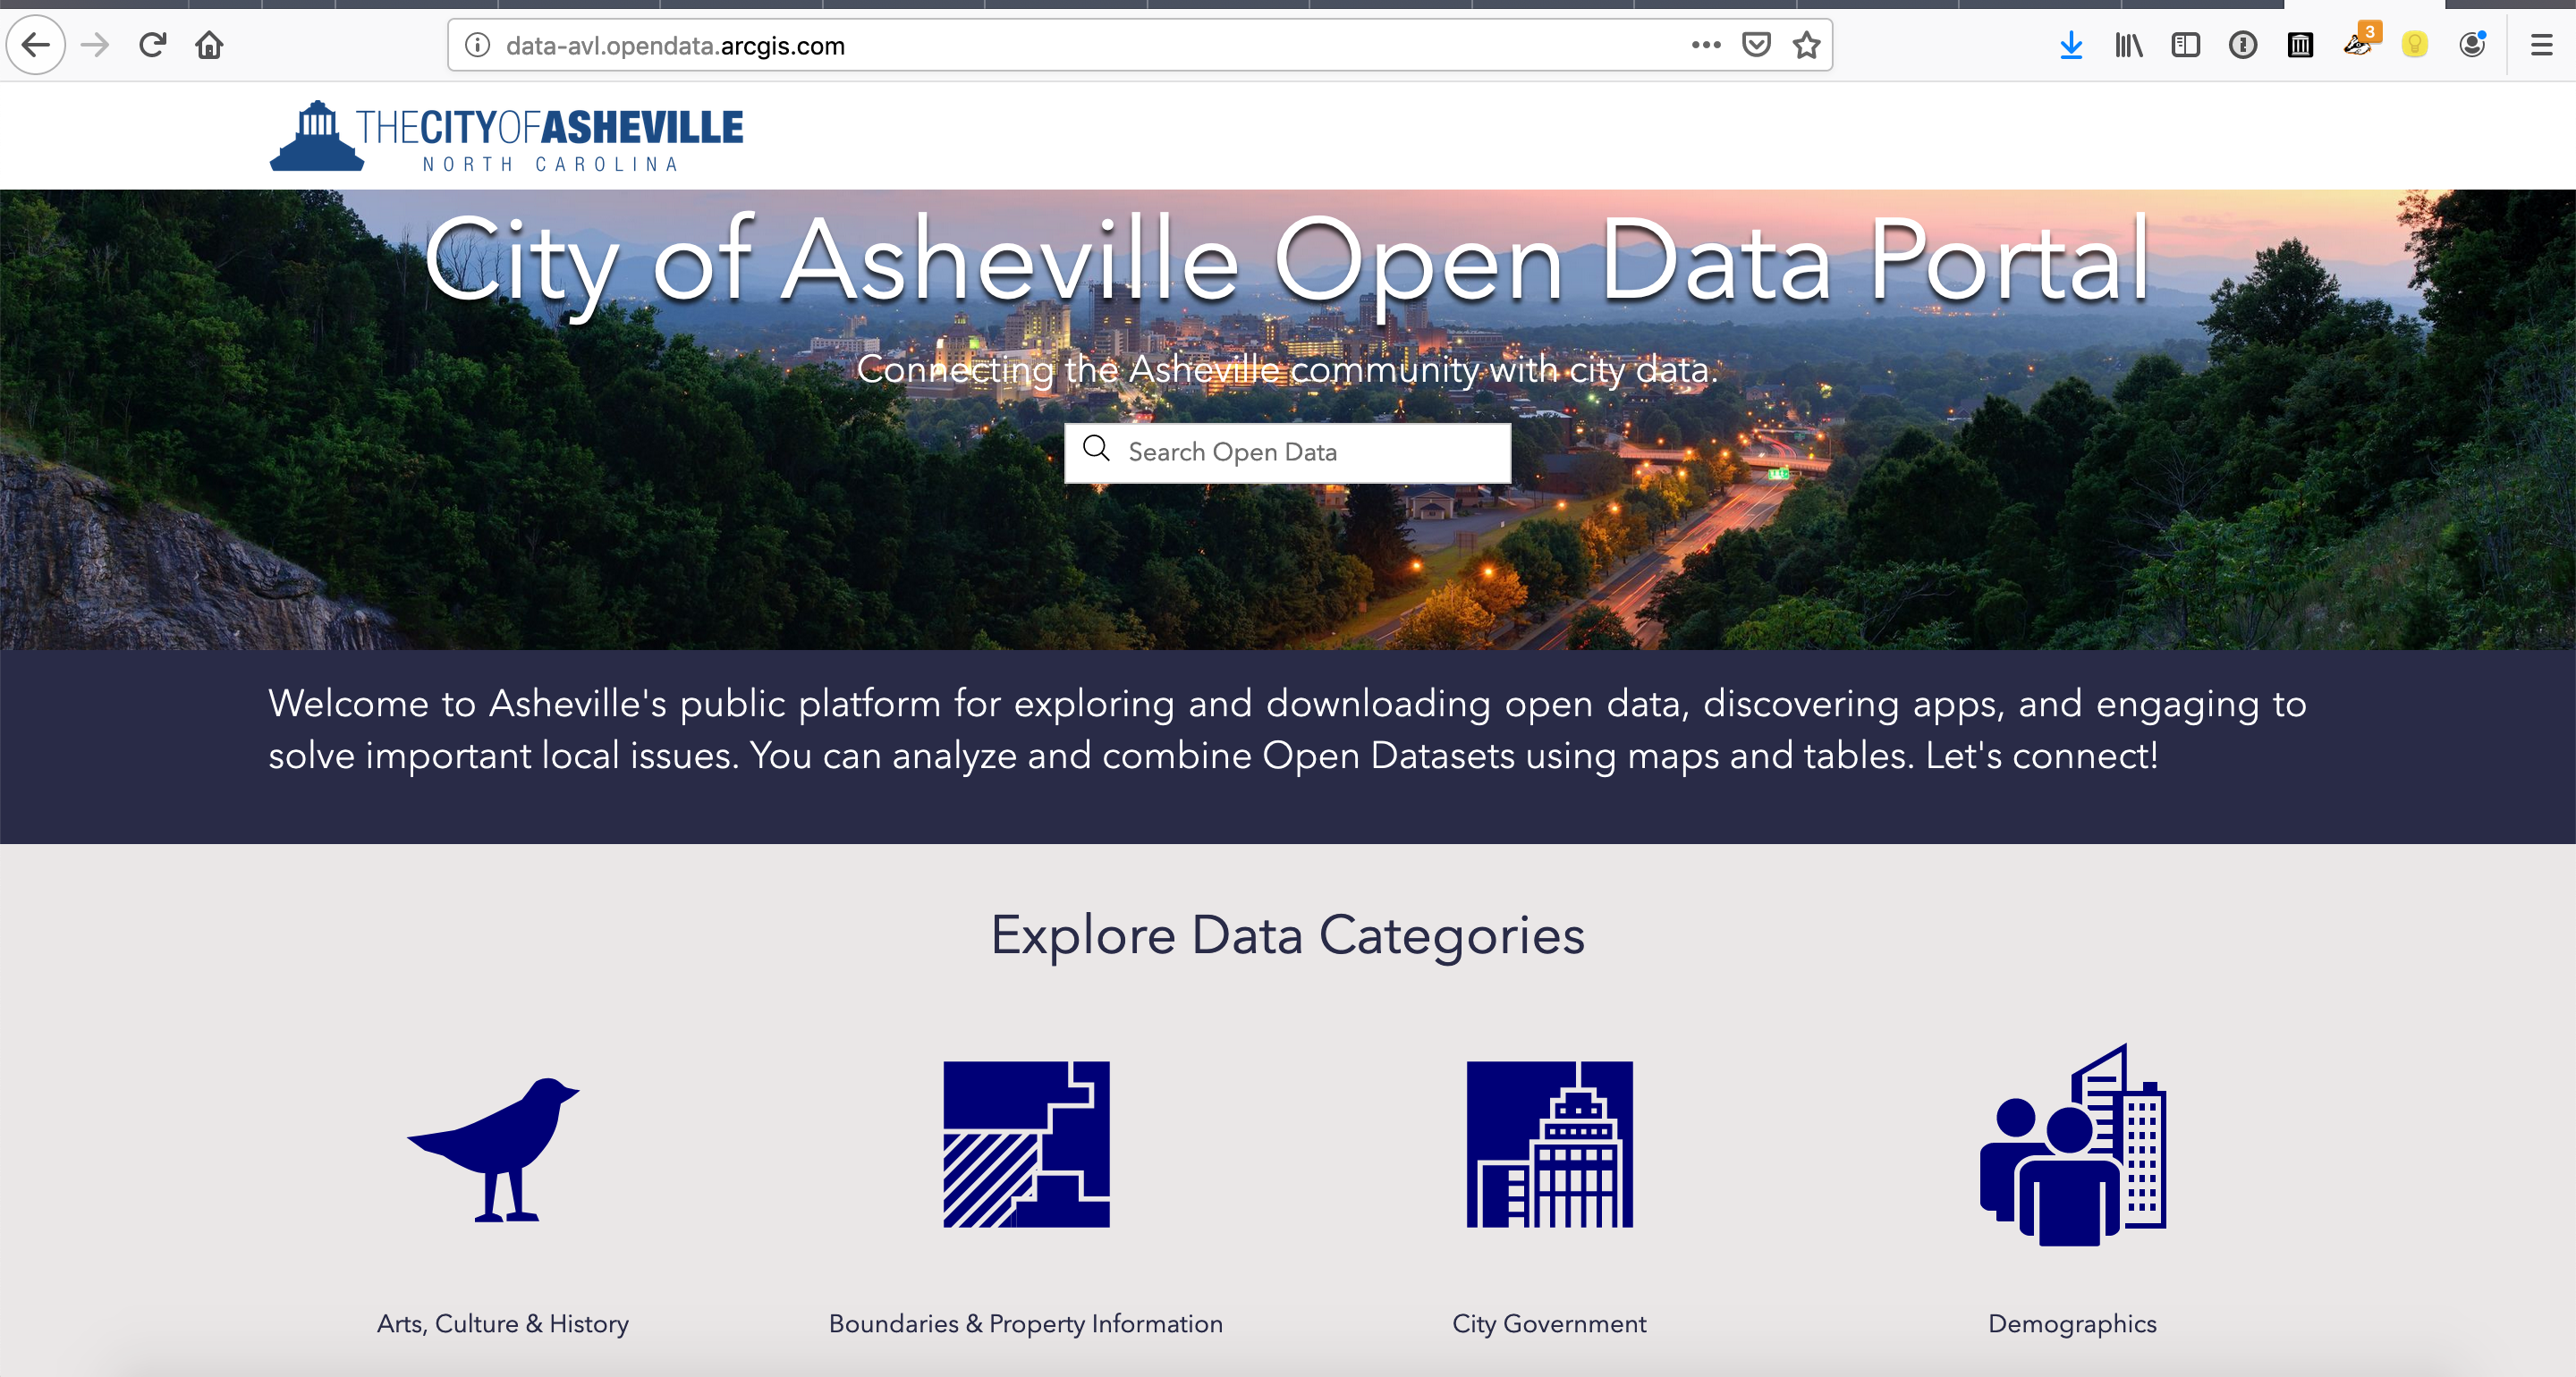 data-avl.opendata.arcgis.com
3
THECITYOFASHEVILLE
NORTH CAROLINA
City of Asheville Open Data Portal
Connecting the Asheville community with city data.
Search Open Data
Welcome to Asheville's public platform for exploring and downloading open data, discovering apps, and engaging to
solve important local issues. You can analyze and combine Open Datasets using maps and tables. Let's connect!
Explore Data Categories
Arts, Culture & History
Boundaries & Property Information
City Government
Demographics